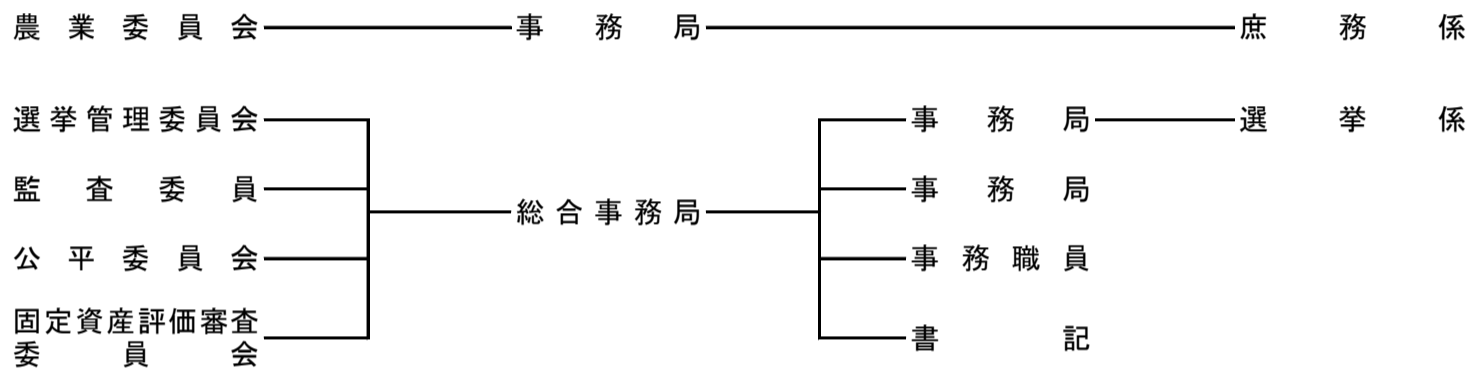 農業委員会 事務局 庶務係
選挙管理委員会 事務局 選挙係
監査委員 事務局
総合事務局
公平委員会 事務職員
固定資産評価審査
委員会 書記